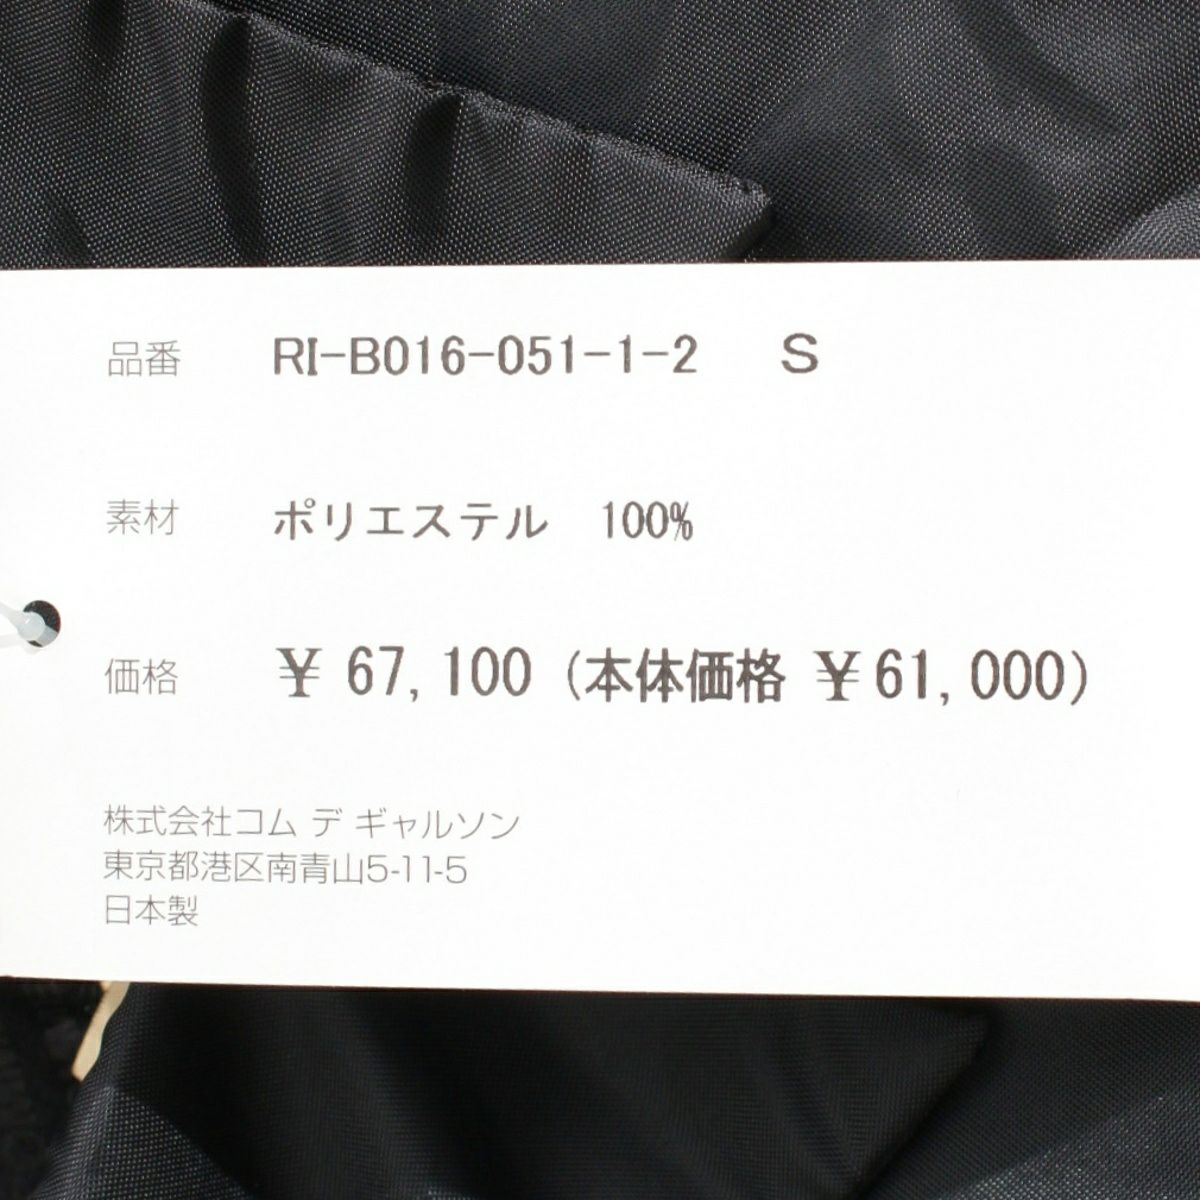 品番 RI-B016-051-1-2 S
素材 ポリエステル 100%
価格 ¥ 67,100 (本体価格 ¥61,000)
株式会社コム デ ギャルソン
東京都港区南青山5-11-5
日本製